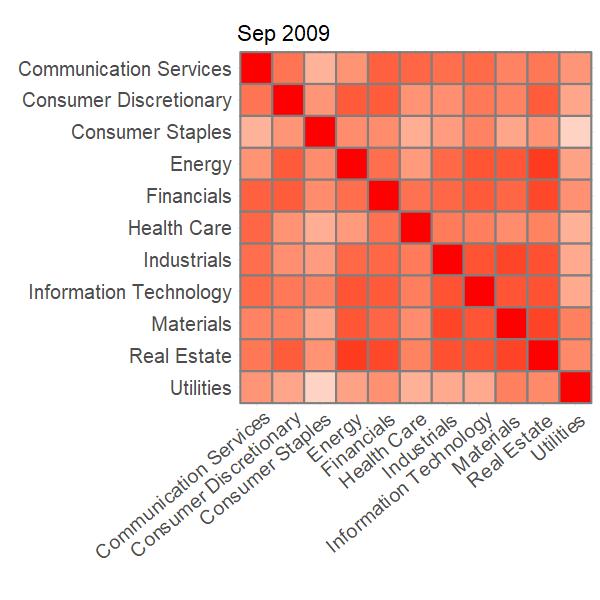 Sep 2009
Communication Services
Consumer Discretionary
Consumer Staples
Energy
Financials
Health Care
Industrials
Information Technology
Materials
Real Estate
Utilities
Communication Services
Consumer Discretionary
Consumer Staples
Energy
Financials
Health Care
Industrials
Information Technology
Materials
Real Estate
Utilities